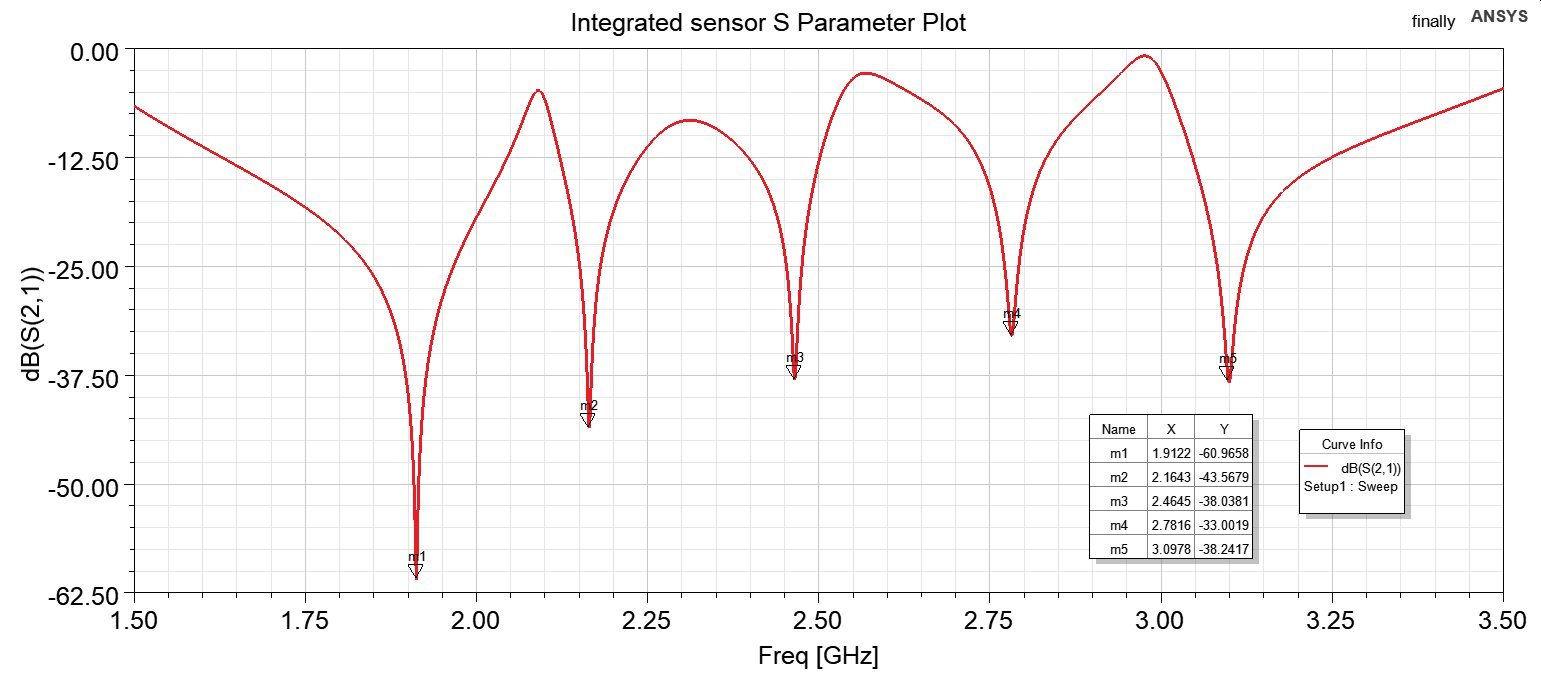 Integrated sensor S Parameter Plot
finally ANSYS
0.00
-12.50
-25.00
-37.50
-50.00
-62.50
dB(S(2,1))
m1
m2
m3
m4
m5
Name X Y
m1 1.9122 -60.9658
m2 2.1643 -43.5679
m3 2.4645 -38.0381
m4 2.7816 -33.0019
m5 3.0978 -38.2417
Curve Info
dB(S(2,1))
Setup1 : Sweep
1.50 1.75 2.00 2.25 2.50 2.75 3.00 3.25 3.50
Freq [GHz]